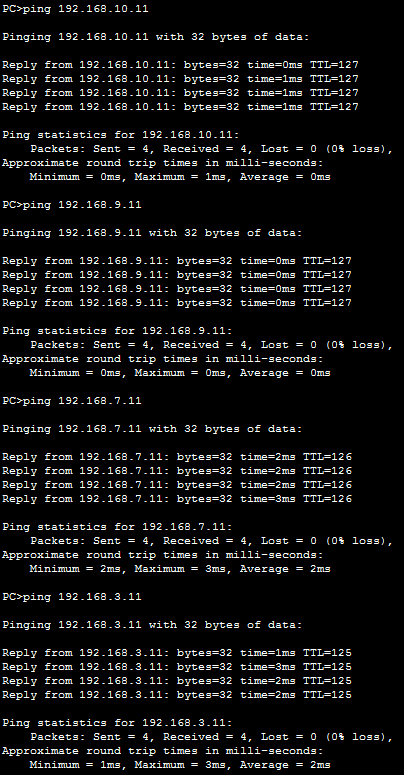 PC>ping 192.168.10.11
Pinging 192.168.10.11 with 32 bytes of data:
Reply from 192.168.10.11: bytes=32 time=0ms TTL=127
Reply from 192.168.10.11: bytes=32 time=1ms TTL=127
Reply from 192.168.10.11: bytes=32 time=1ms TTL=127
Reply from 192.168.10.11: bytes=32 time=1ms TTL=127
Ping statistics for 192.168.10.11:
    Packets: Sent = 4, Received = 4, Lost = 0 (0% loss),
Approximate round trip times in milli-seconds:
    Minimum = 0ms, Maximum = 1ms, Average = 0ms
PC>ping 192.168.9.11
Pinging 192.168.9.11 with 32 bytes of data:
Reply from 192.168.9.11: bytes=32 time=0ms TTL=127
Reply from 192.168.9.11: bytes=32 time=0ms TTL=127
Reply from 192.168.9.11: bytes=32 time=0ms TTL=127
Reply from 192.168.9.11: bytes=32 time=0ms TTL=127
Ping statistics for 192.168.9.11:
    Packets: Sent = 4, Received = 4, Lost = 0 (0% loss),
Approximate round trip times in milli-seconds:
    Minimum = 0ms, Maximum = 0ms, Average = 0ms
PC>ping 192.168.7.11
Pinging 192.168.7.11 with 32 bytes of data:
Reply from 192.168.7.11: bytes=32 time=2ms TTL=126
Reply from 192.168.7.11: bytes=32 time=2ms TTL=126
Reply from 192.168.7.11: bytes=32 time=2ms TTL=126
Reply from 192.168.7.11: bytes=32 time=3ms TTL=126
Ping statistics for 192.168.7.11:
    Packets: Sent = 4, Received = 4, Lost = 0 (0% loss),
Approximate round trip times in milli-seconds:
    Minimum = 2ms, Maximum = 3ms, Average = 2ms
PC>ping 192.168.3.11
Pinging 192.168.3.11 with 32 bytes of data:
Reply from 192.168.3.11: bytes=32 time=1ms TTL=125
Reply from 192.168.3.11: bytes=32 time=3ms TTL=125
Reply from 192.168.3.11: bytes=32 time=2ms TTL=125
Reply from 192.168.3.11: bytes=32 time=2ms TTL=125
Ping statistics for 192.168.3.11:
    Packets: Sent = 4, Received = 4, Lost = 0 (0% loss),
Approximate round trip times in milli-seconds:
    Minimum = 1ms, Maximum = 3ms, Average = 2ms